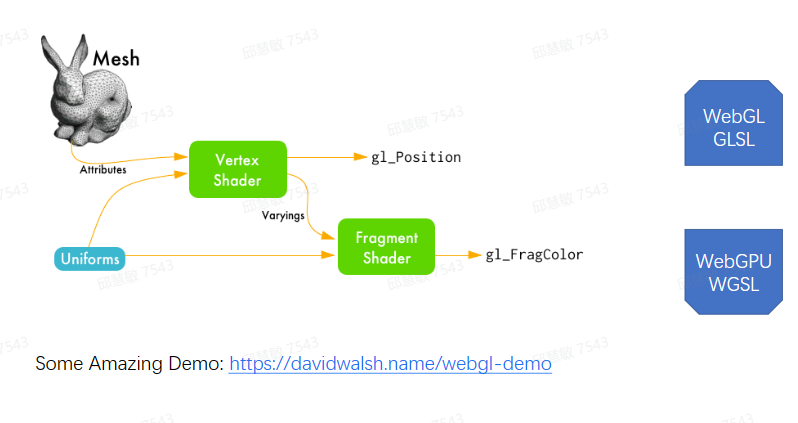 Mesh
Attributes
Vertex
Shader
gl_Position
Varyings
Uniforms
Fragment
Shader
gl_FragColor
WebGL
GLSL
WebGPU
WGSL
Some Amazing Demo: https://davidwalsh.name/webgl-demo
邱慧敏 7543